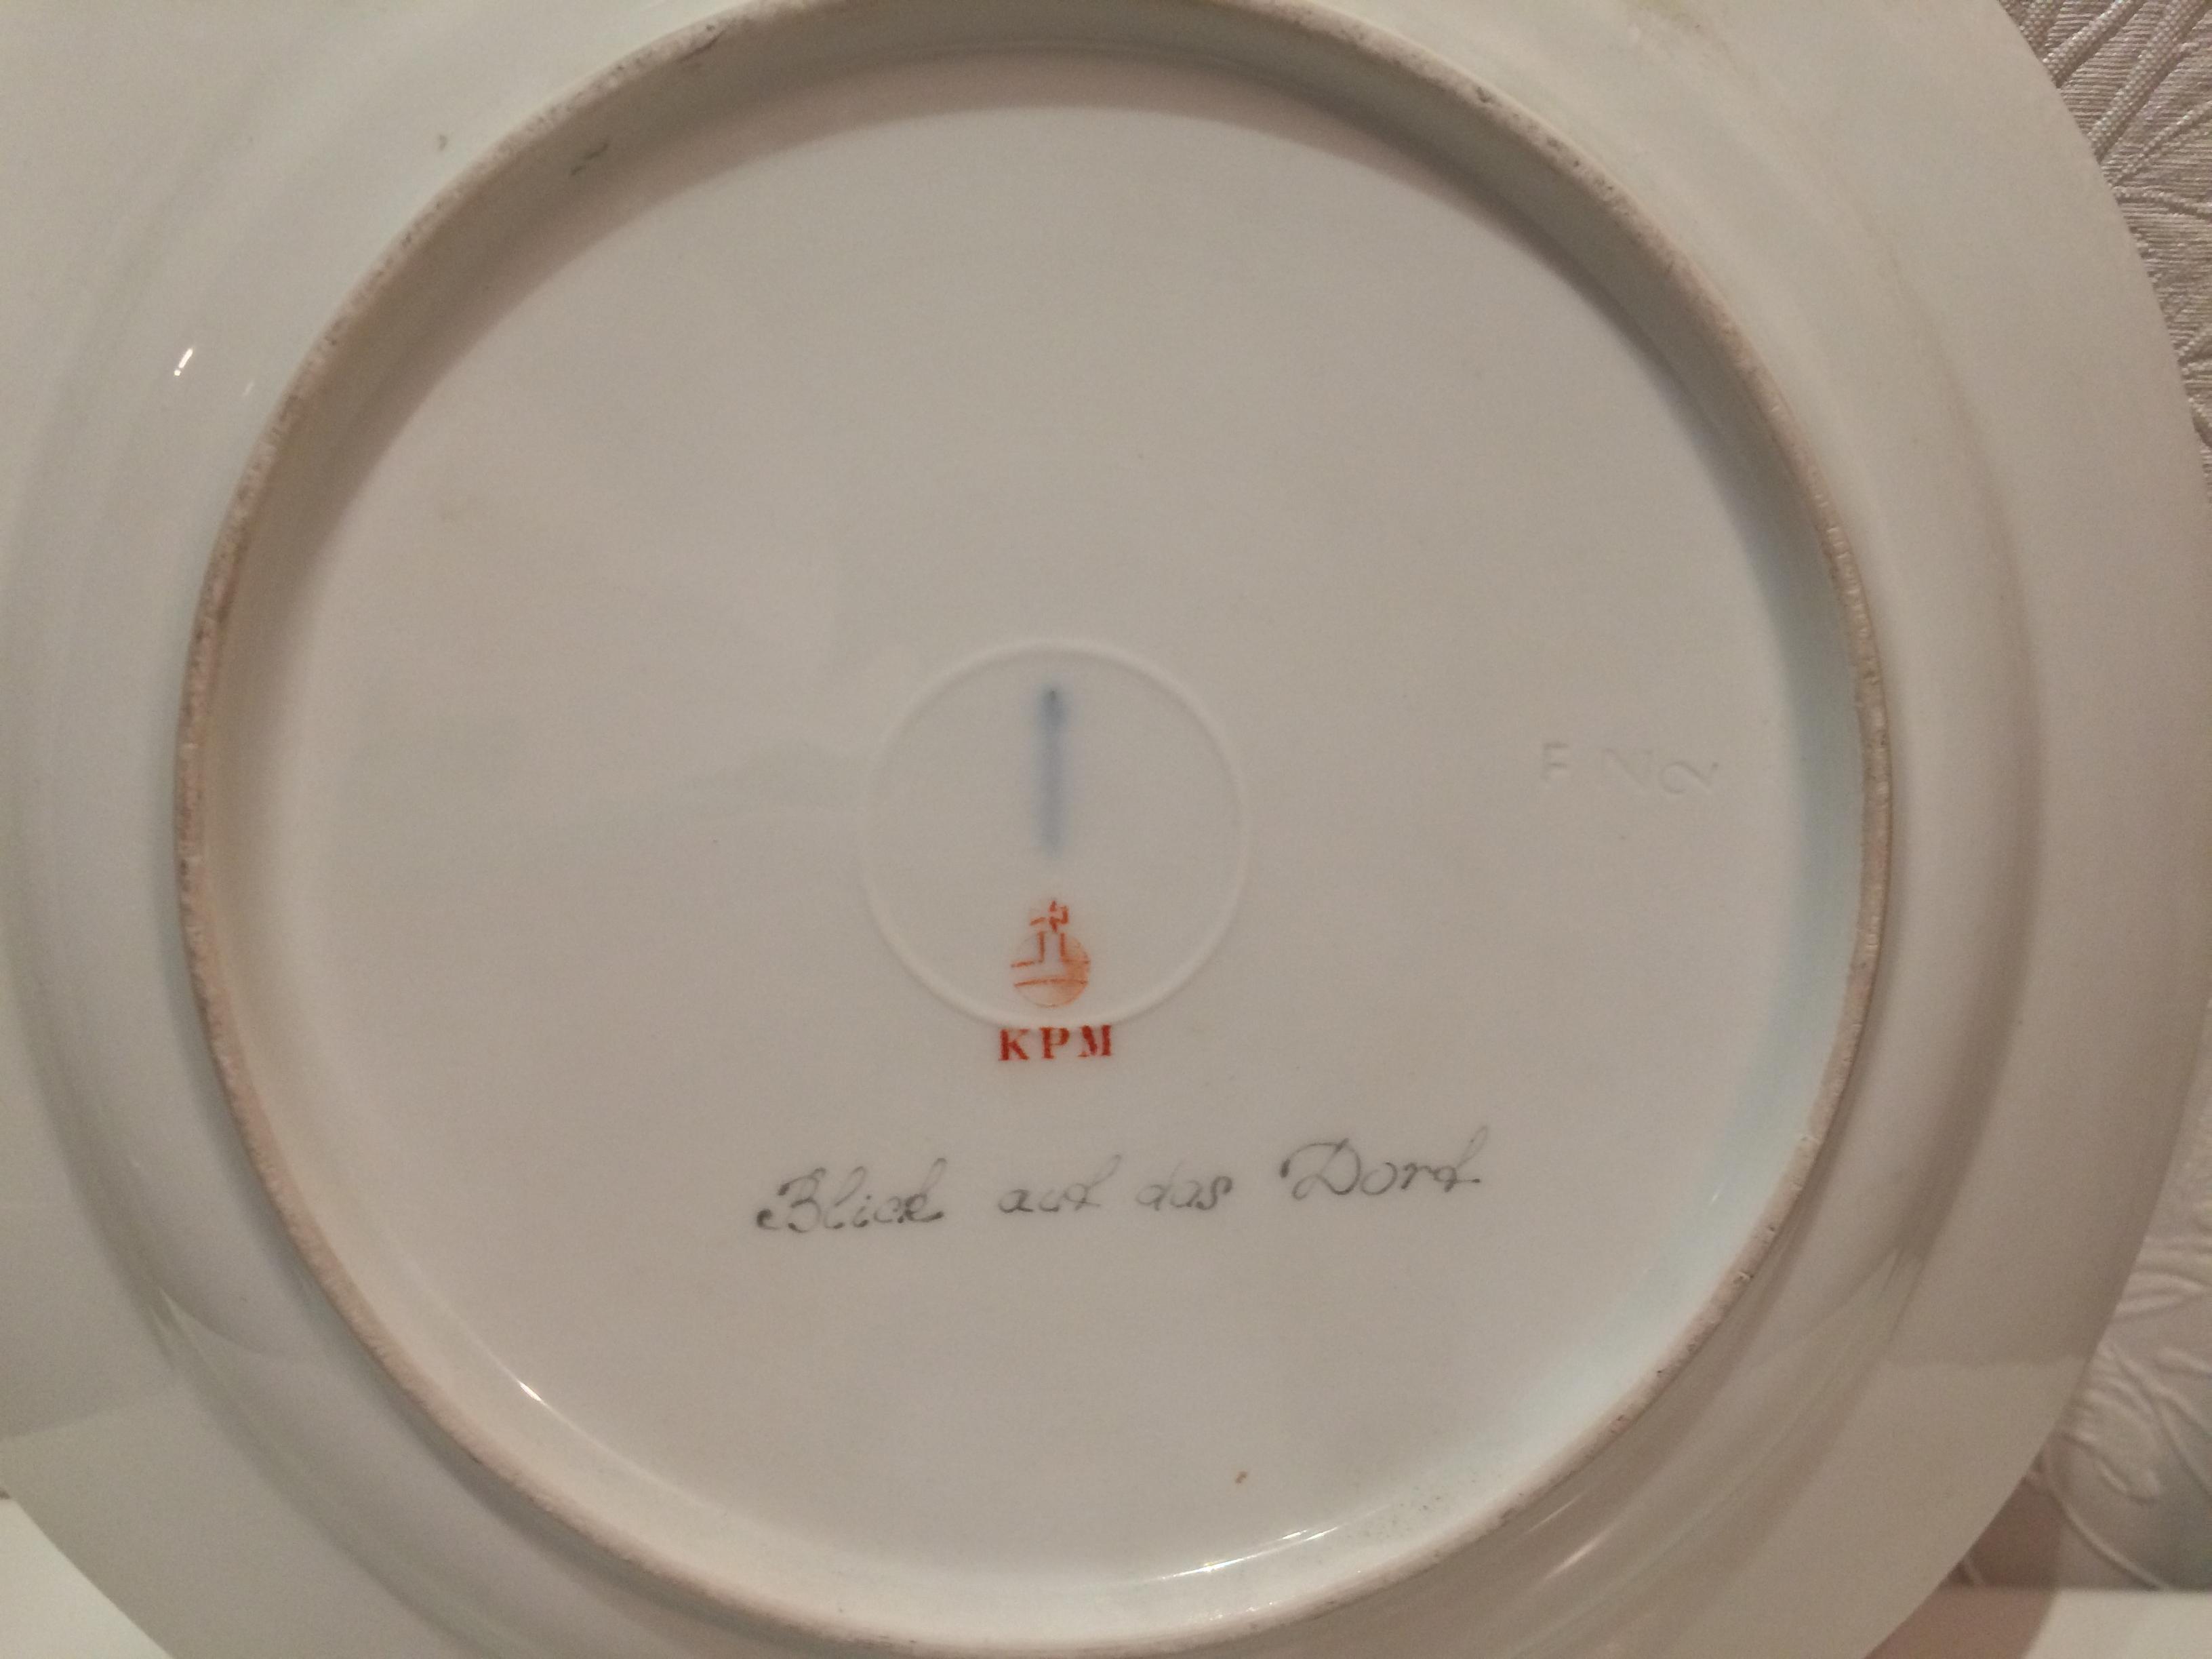 F
KPM
Blick auf das Dorf